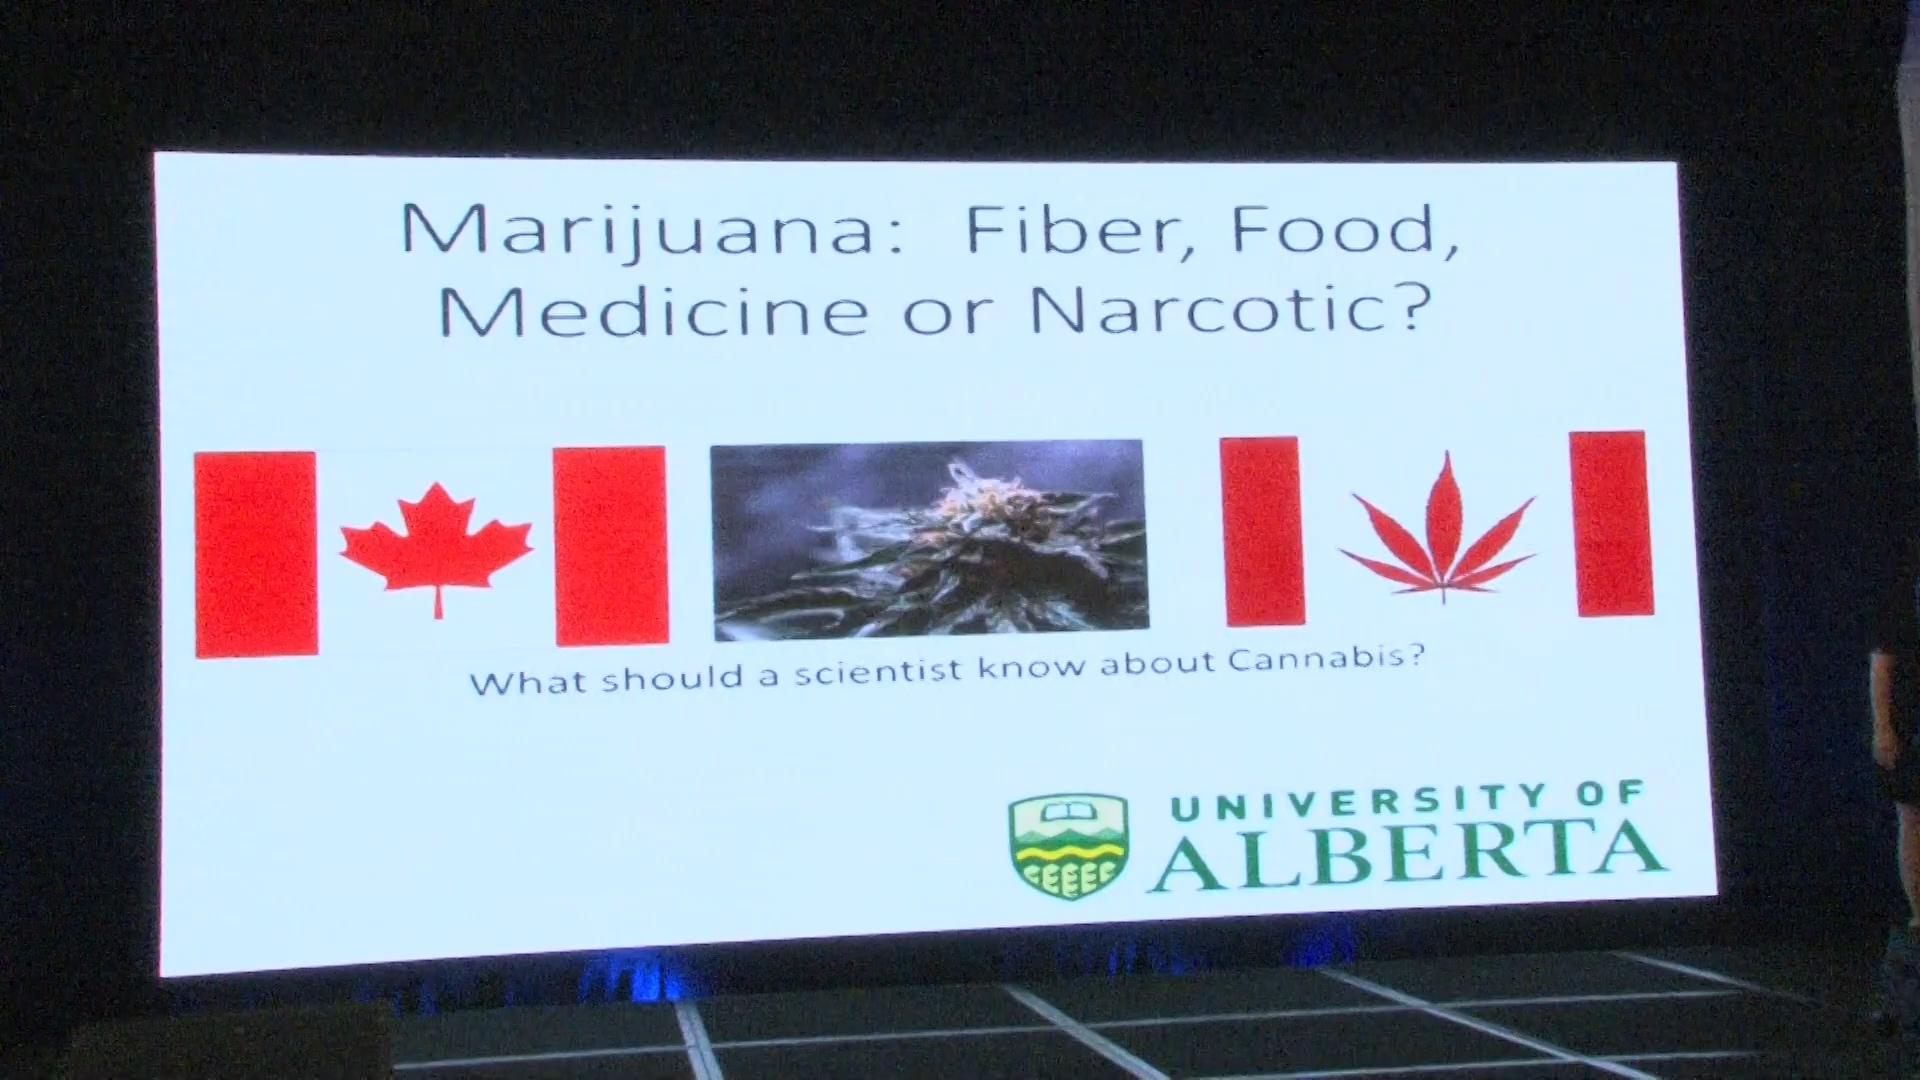 Marijuana: Fiber, Food,
Medicine or Narcotic?
What should a scientist know about Cannabis?
UNIVERSITY OF
ALBERTA